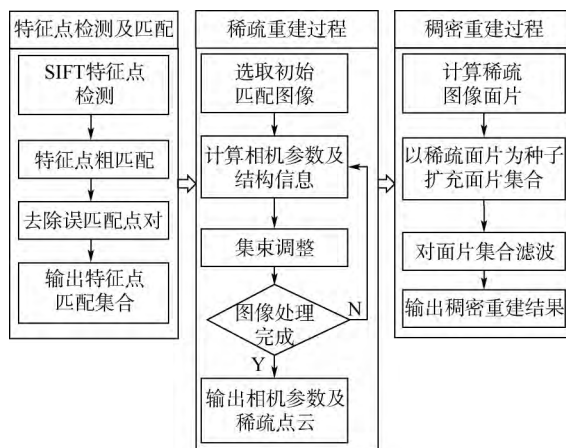 特征点检测及匹配
SIFT特征点
检测
特征点粗匹配
去除误匹配点对
输出特征点
匹配集合
稀疏重建过程
选取初始
匹配图像
计算相机参数及
结构信息
集束调整
图像处理
完成
N
Y
输出相机参数及
稀疏点云
稠密重建过程
计算稀疏
图像面片
以稀疏面片为种子
扩充面片集合
对面片集合滤波
输出稠密重建结果